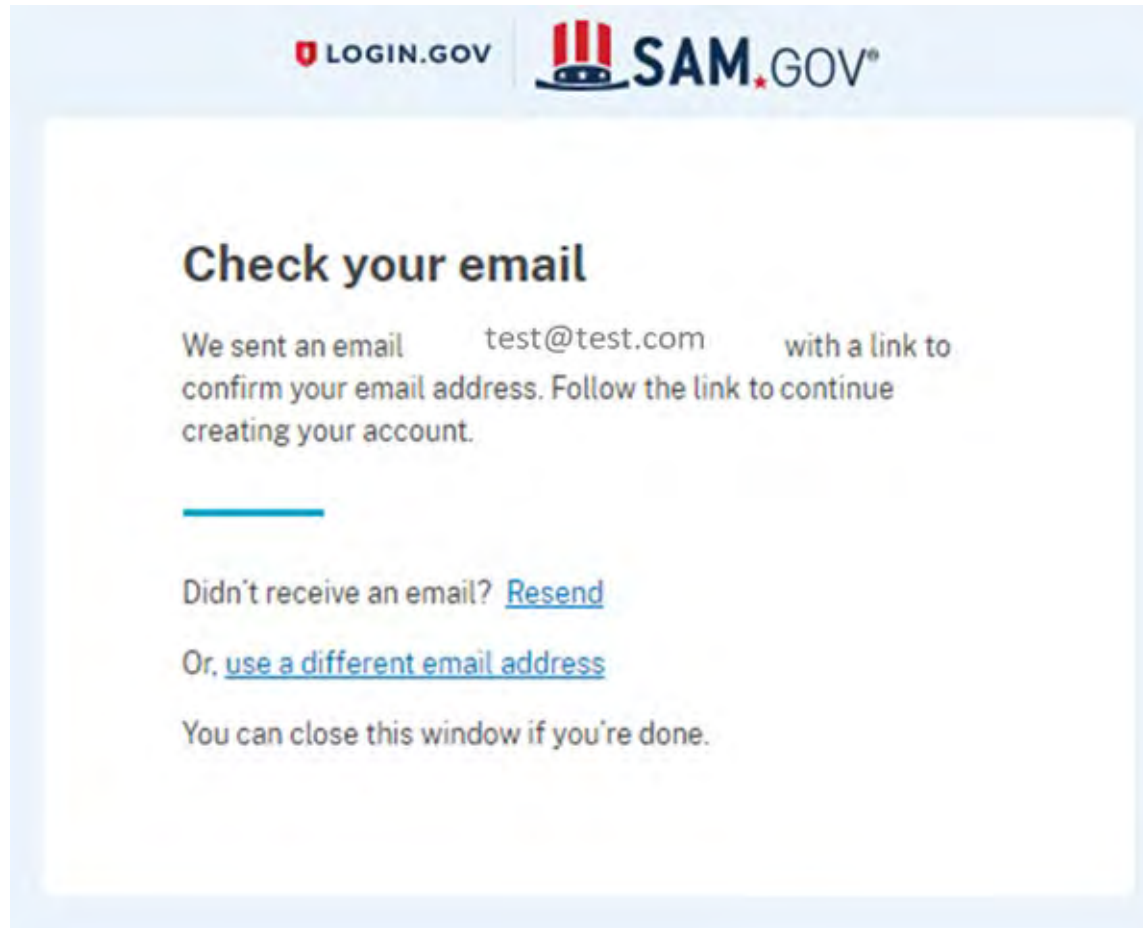 LOGIN.GOV SAM.GOV®
Check your email
We sent an email test@test.com with a link to
confirm your email address. Follow the link to continue
creating your account.
Didn't receive an email? Resend
Or, use a different email address
You can close this window if you're done.